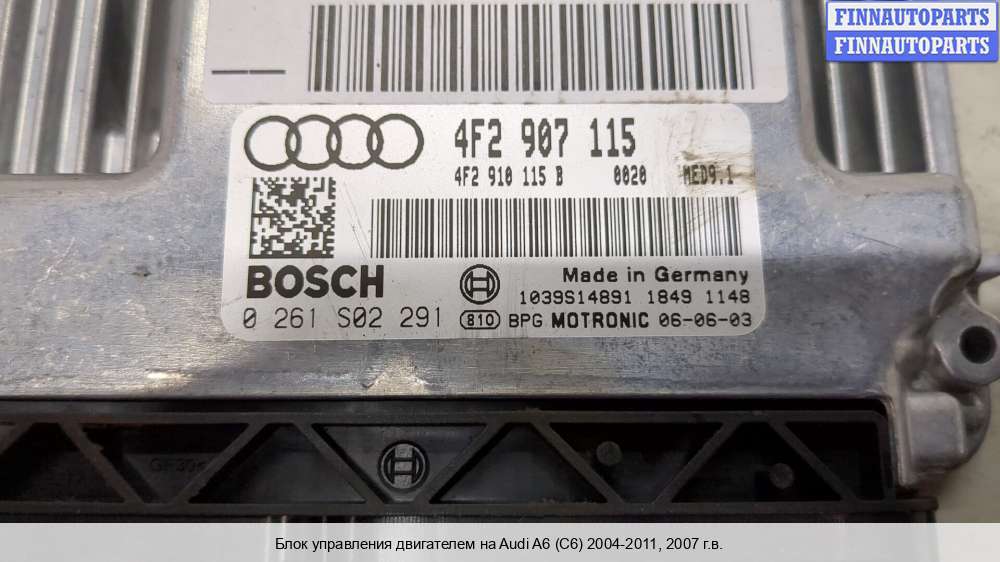 FINNAUTOPARTS
FINNAUTOPARTS
4F2 907 115
4F2 910 115 B 0020 MED9.1
BOSCH
Made in Germany
1039S14891 1849 1148
0 261 S02 291 810 BPG MOTRONIC 06-06-03
Блок управления двигателем на Audi A6 (C6) 2004-2011, 2007 г.в.